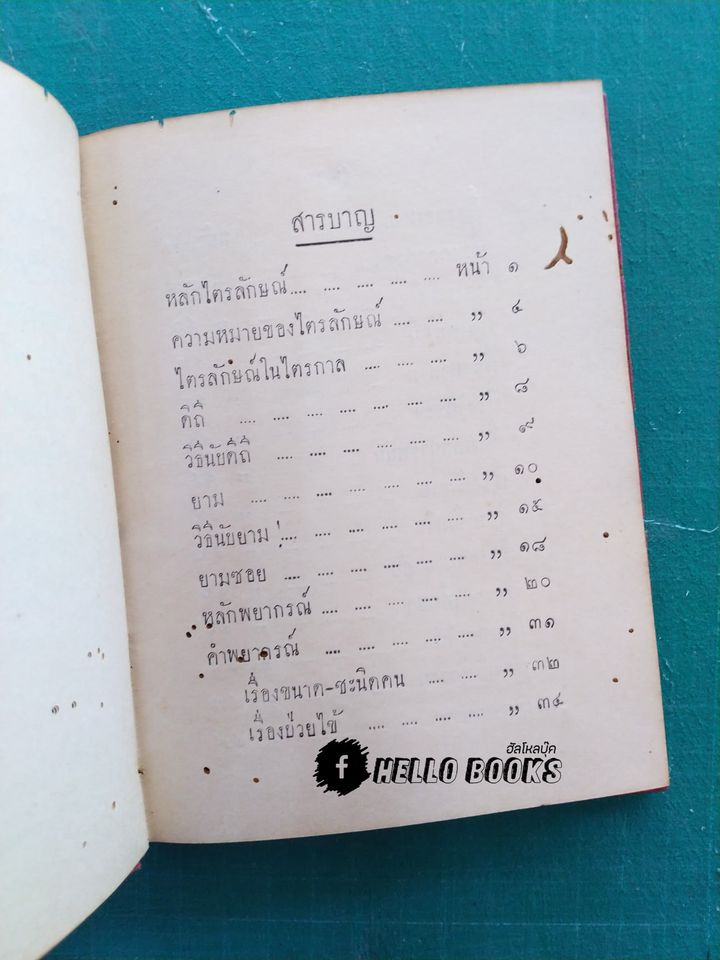 สารบาญ
หลักไตรลักษณ์.... .... .... .... .... หน้า ๑
ความหมายของไตรลักษณ์ .... .... ,, ๔
ไตรลักษณ์ในไตรกาล .... .... .... ,, ๖
ดิถี .... .... .... .... .... .... .... ,, ๘
วิธีนับดิถี .... .... .... .... .... .... ,, ๙
ยาม .... .... .... .... .... .... .... ,, ๑๐
วิธีนับยาม .... .... .... .... .... .... ,, ๑๕
ยามซอย .... .... .... .... .... .... ,, ๑๘
หลักพยากรณ์ .... .... .... .... .... ,, ๒๐
คำพยากรณ์ .... .... .... .... .... ,, ๓๑
เรื่องขนาด-ชะนิดคน .... .... ,, ๓๒
เรื่องป่วยไข้ .... .... .... .... ,, ๓๔
ฮัลโหลบุ๊ค
f HELLO BOOKS